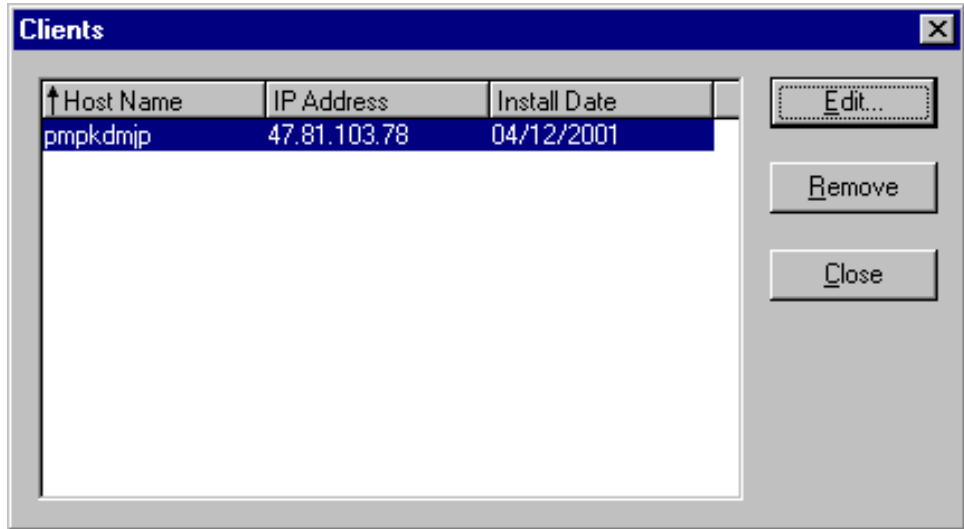 Clients
Host Name IP Address Install Date
pmpkdmjp 47.81.103.78 04/12/2001
Edit...
Remove
Close